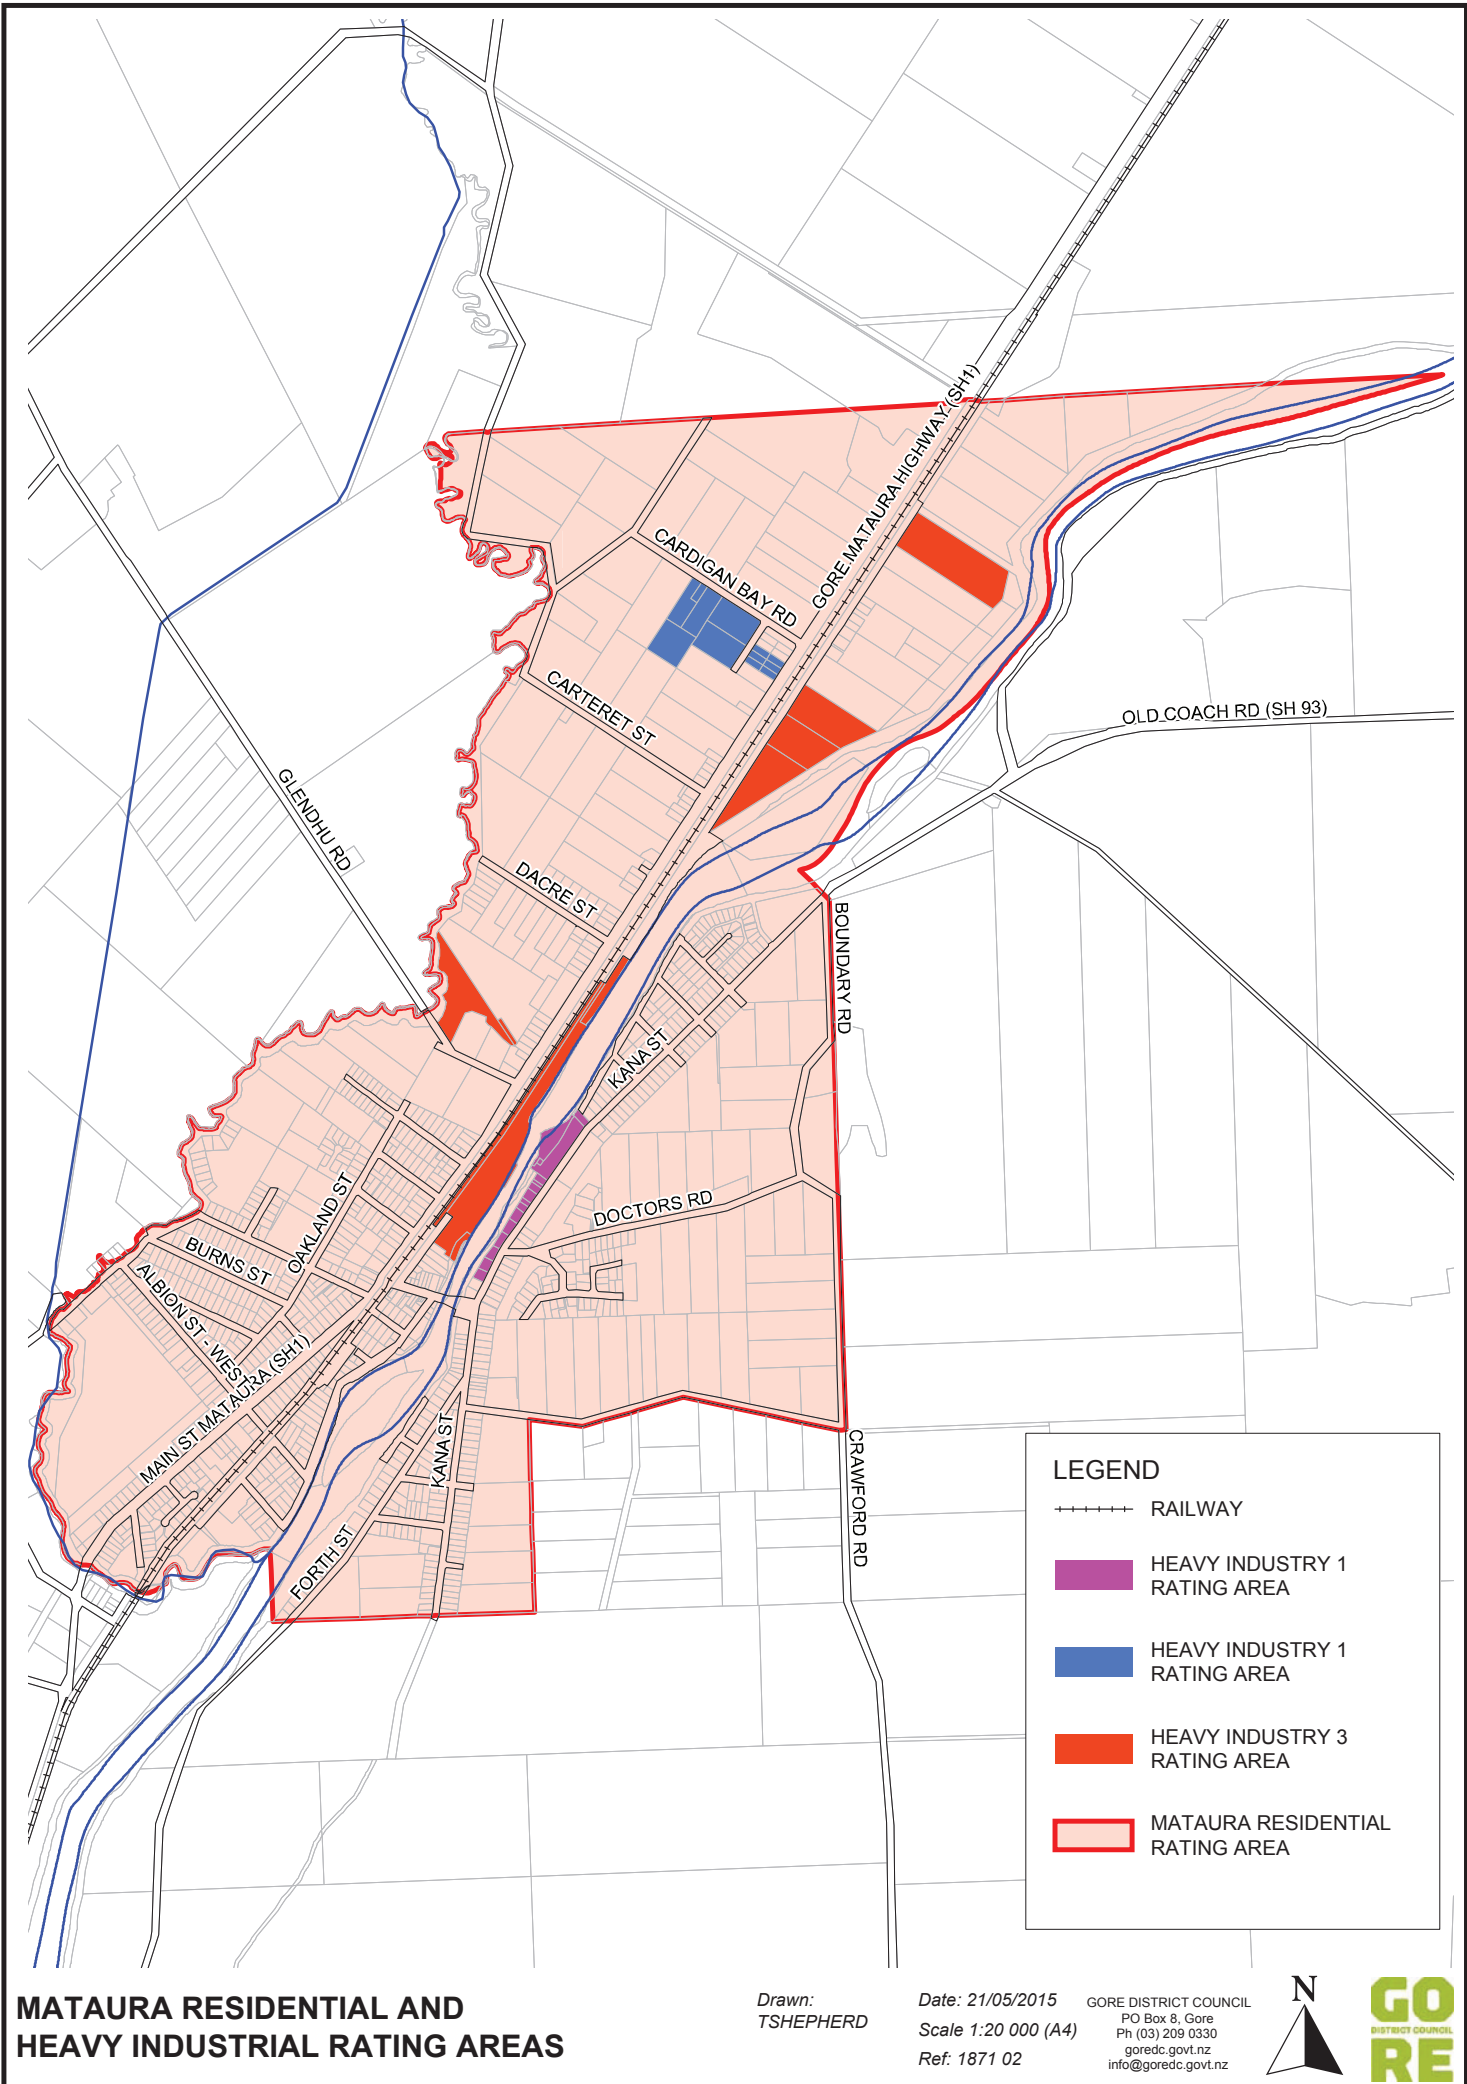 GORE MATAURA HIGHWAY (SH1)
CARDIGAN BAY RD
CARTERET ST
OLD COACH RD (SH 93)
GLENDHU RD
DACRE ST
BOUNDARY RD
KANA ST
DOCTORS RD
OAKLAND ST
BURNS ST
ALBION ST - WEST
MAIN ST MATAURA (SH1)
KANA ST
FORTH ST
CRAWFORD RD
LEGEND
RAILWAY
HEAVY INDUSTRY 1
RATING AREA
HEAVY INDUSTRY 1
RATING AREA
HEAVY INDUSTRY 3
RATING AREA
MATAURA RESIDENTIAL
RATING AREA
MATAURA RESIDENTIAL AND
HEAVY INDUSTRIAL RATING AREAS
Drawn:
TSHEPHERD
Date: 21/05/2015
Scale 1:20 000 (A4)
Ref: 1871 02
GORE DISTRICT COUNCIL
PO Box 8, Gore
Ph (03) 209 0330
goredc.govt.nz
info@goredc.govt.nz
N
GO
DISTRICT COUNCIL
RE